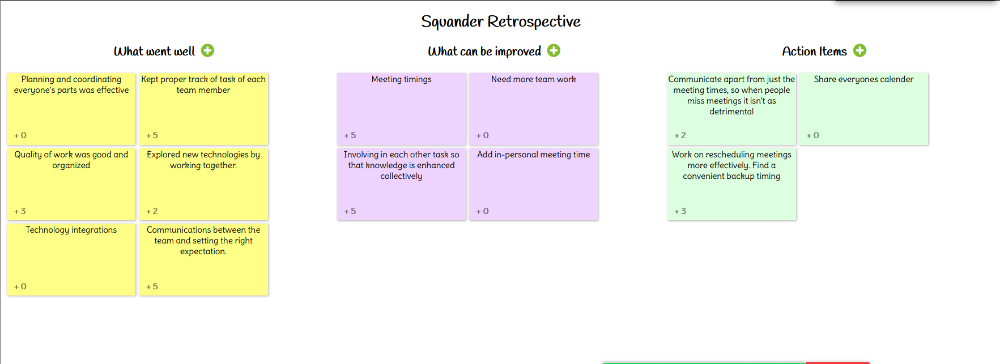 Squander Retrospective
What went well
What can be improved
Action Items
Planning and coordinating
everyone's parts was effective
+ 0
Kept proper track of task of each
team member
+ 5
Quality of work was good and
organized
+ 3
Explored new technologies by
working together.
+ 2
Technology integrations
+ 0
Communications between the
team and setting the right
expectation.
+ 5
Meeting timings
+ 5
Need more team work
+ 0
Involving in each other task so
that knowledge is enhanced
collectively
+ 5
Add in-personal meeting time
+ 0
Communicate apart from just the
meeting times, so when people
miss meetings it isn't as
detrimental
+ 2
Share everyones calender
+ 0
Work on rescheduling meetings
more effectively. Find a
convenient backup timing
+ 3